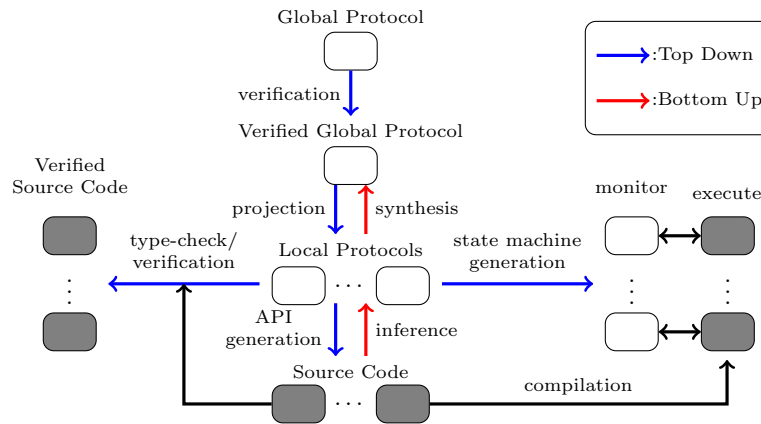 Global Protocol
:Top Down
:Bottom Up
verification
Verified Global Protocol
Verified
Source Code
monitor
execute
projection
synthesis
type-check/
verification
Local Protocols
state machine
generation
···
⋮
⋮
⋮
API
generation
inference
Source Code
···
compilation